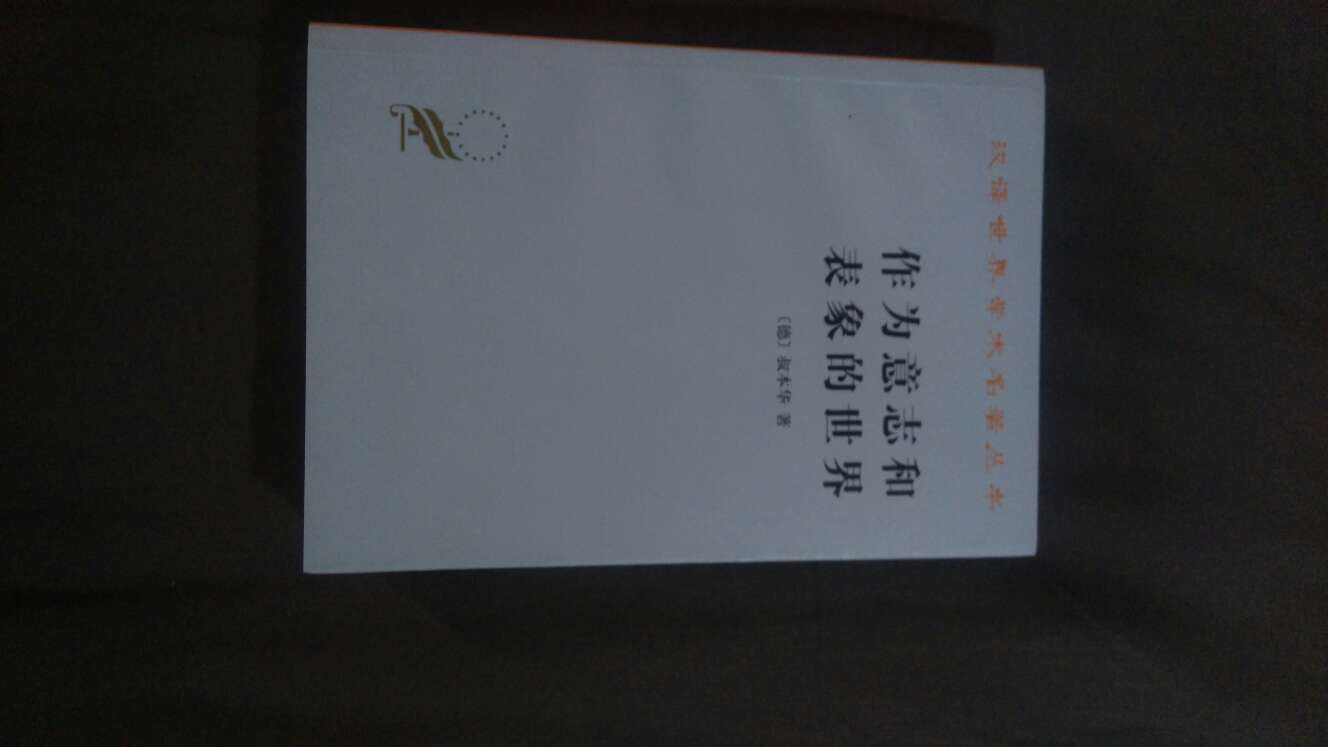 汉译世界学术名著丛书
作为意志和
表象的世界
〔德〕叔本华 著